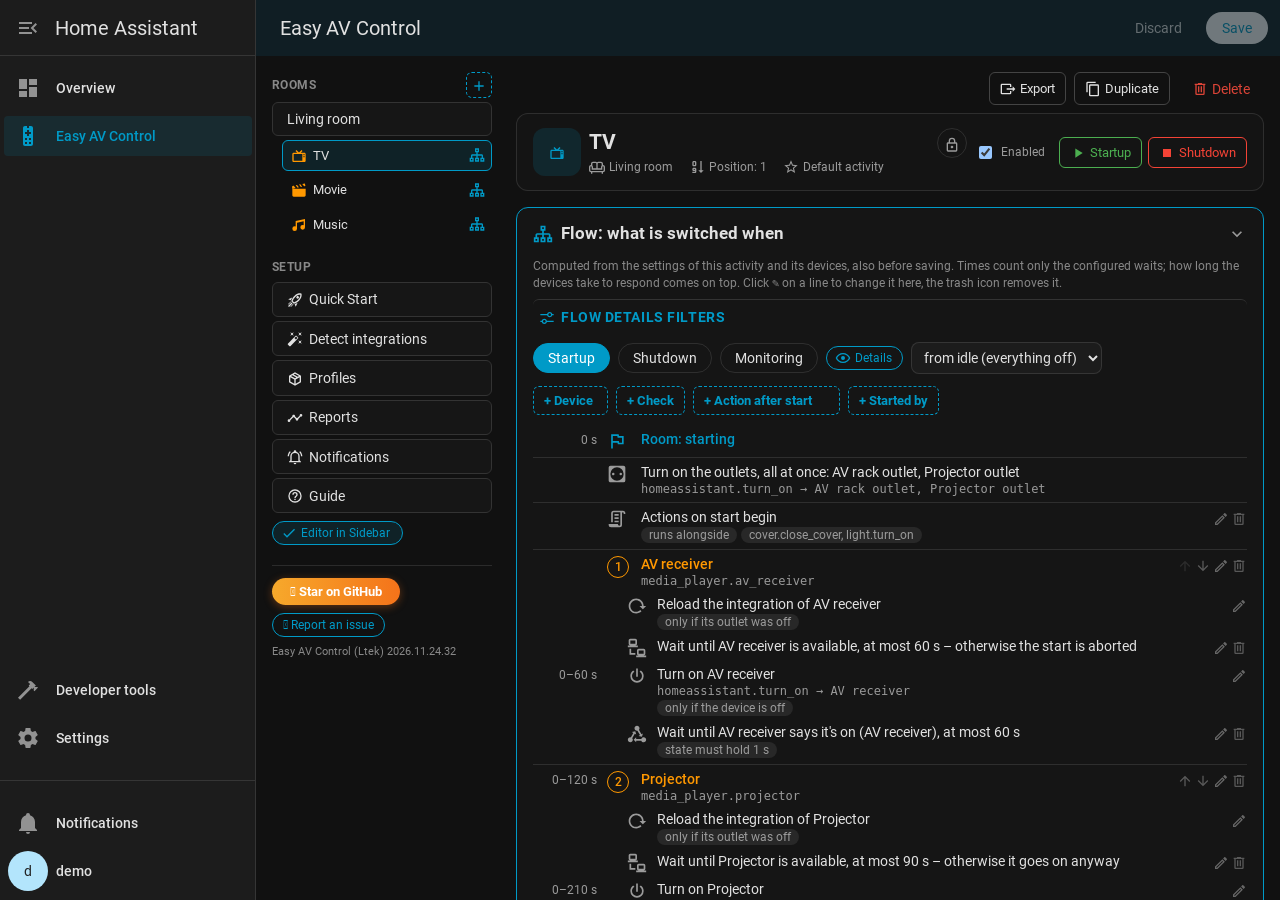 Home Assistant
Easy AV Control
Discard
Save
Overview
Easy AV Control
Developer tools
Settings
Notifications
d
demo
ROOMS
+
Living room
TV
Movie
Music
SETUP
Quick Start
Detect integrations
Profiles
Reports
Notifications
Guide
Editor in Sidebar
Star on GitHub
Report an issue
Easy AV Control (Ltek) 2026.11.24.32
Export
Duplicate
Delete
TV
Living room
Position: 1
Default activity
Enabled
Startup
Shutdown
Flow: what is switched when
Computed from the settings of this activity and its devices, also before saving. Times count only the configured waits; how long the
devices take to respond comes on top. Click ✎ on a line to change it here, the trash icon removes it.
FLOW DETAILS FILTERS
Startup
Shutdown
Monitoring
Details
from idle (everything off)
+ Device
+ Check
+ Action after start
+ Started by
0 s
Room: starting
Turn on the outlets, all at once: AV rack outlet, Projector outlet
homeassistant.turn_on → AV rack outlet, Projector outlet
Actions on start begin
runs alongside
cover.close_cover, light.turn_on
1
AV receiver
media_player.av_receiver
Reload the integration of AV receiver
only if its outlet was off
Wait until AV receiver is available, at most 60 s – otherwise the start is aborted
0–60 s
Turn on AV receiver
homeassistant.turn_on → AV receiver
only if the device is off
Wait until AV receiver says it's on (AV receiver), at most 60 s
state must hold 1 s
0–120 s
2
Projector
media_player.projector
Reload the integration of Projector
only if its outlet was off
Wait until Projector is available, at most 90 s – otherwise it goes on anyway
0–210 s
Turn on Projector